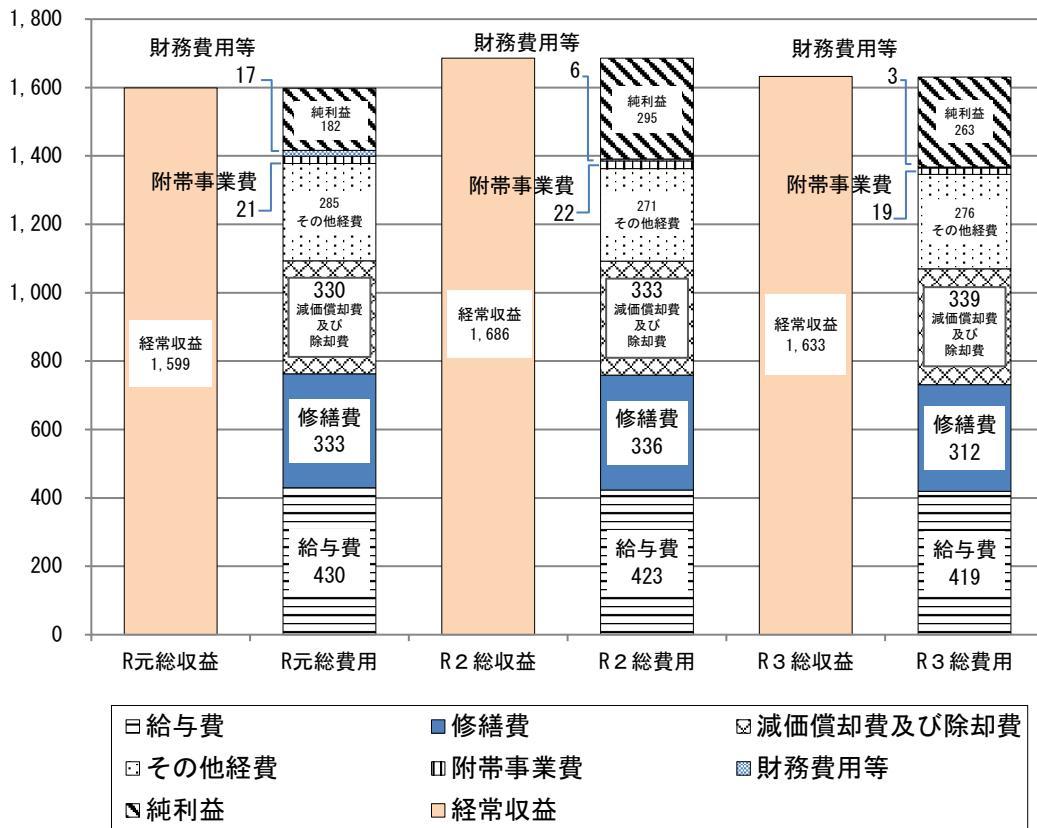 1,800
1,600
1,400
1,200
1,000
800
600
400
200
0
財務費用等
17
附帯事業費
21
経常収益
1,599
純利益
182
285
その他経費
330
減価償却費
及び
除却費
修繕費
333
給与費
430
財務費用等
6
附帯事業費
22
経常収益
1,686
純利益
295
271
その他経費
333
減価償却費
及び
除却費
修繕費
336
給与費
423
財務費用等
3
附帯事業費
19
経常収益
1,633
純利益
263
276
その他経費
339
減価償却費
及び
除却費
修繕費
312
給与費
419
R元総収益 R元総費用 R2総収益 R2総費用 R3総収益 R3総費用
給与費 修繕費 減価償却費及び除却費
その他経費 附帯事業費 財務費用等
純利益 経常収益